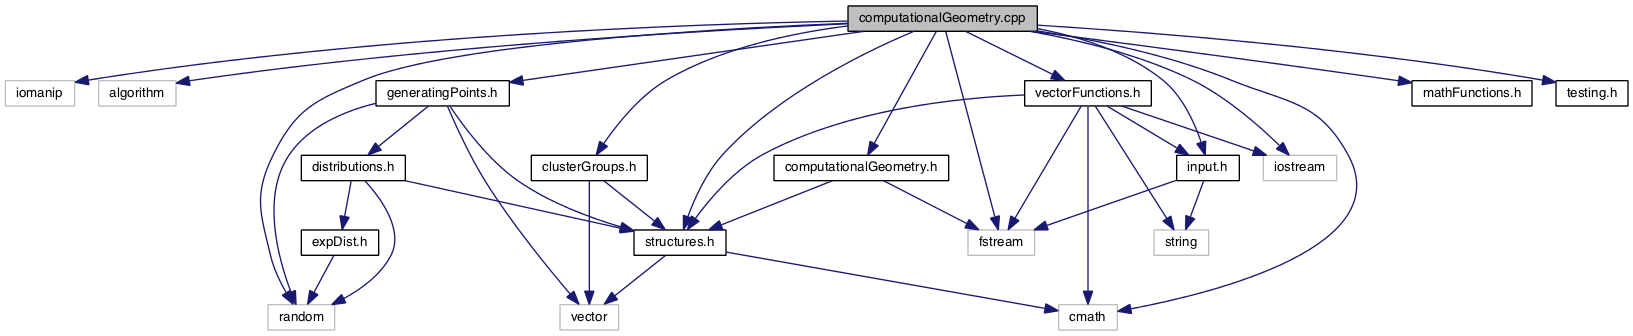 computationalGeometry.cpp
iomanip
algorithm
generatingPoints.h
vectorFunctions.h
mathFunctions.h
testing.h
distributions.h
clusterGroups.h
computationalGeometry.h
input.h
iostream
expDist.h
structures.h
fstream
string
random
vector
cmath